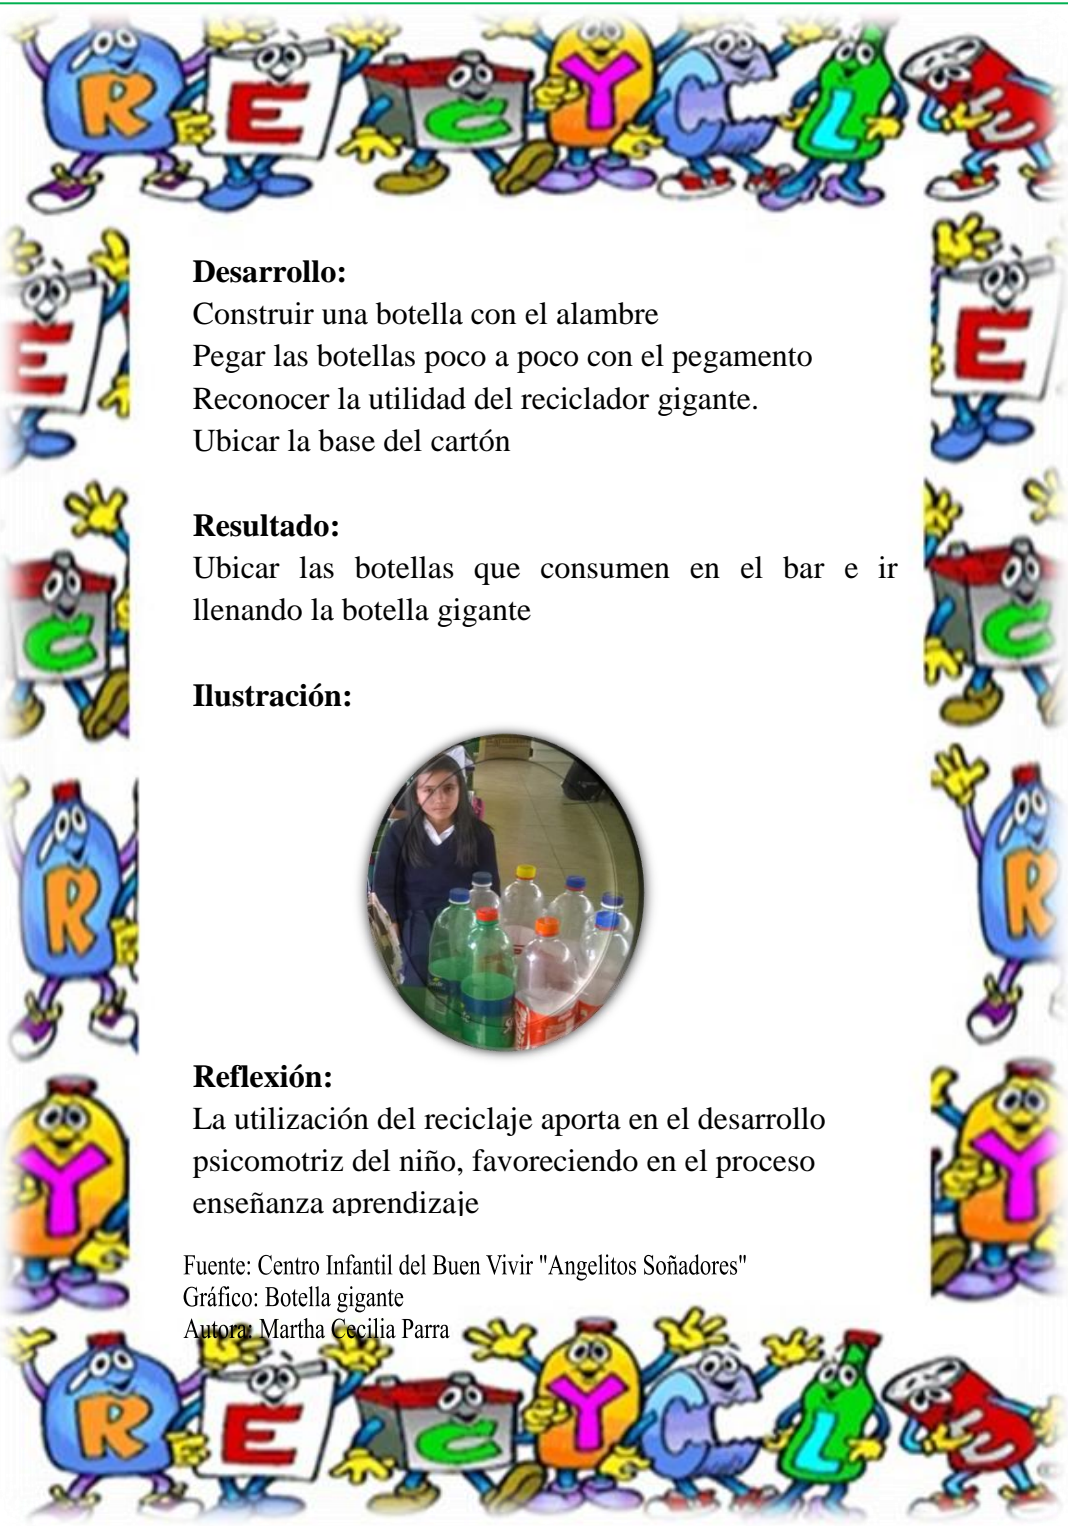 R E C Y C L E
Desarrollo:
Construir una botella con el alambre
Pegar las botellas poco a poco con el pegamento
Reconocer la utilidad del reciclador gigante.
Ubicar la base del cartón
Resultado:
Ubicar las botellas que consumen en el bar e ir
llenando la botella gigante
Ilustración:
Reflexión:
La utilización del reciclaje aporta en el desarrollo
psicomotriz del niño, favoreciendo en el proceso
enseñanza aprendizaje
Fuente: Centro Infantil del Buen Vivir "Angelitos Soñadores"
Gráfico: Botella gigante
Autora: Martha Cecilia Parra
R E C Y C L E